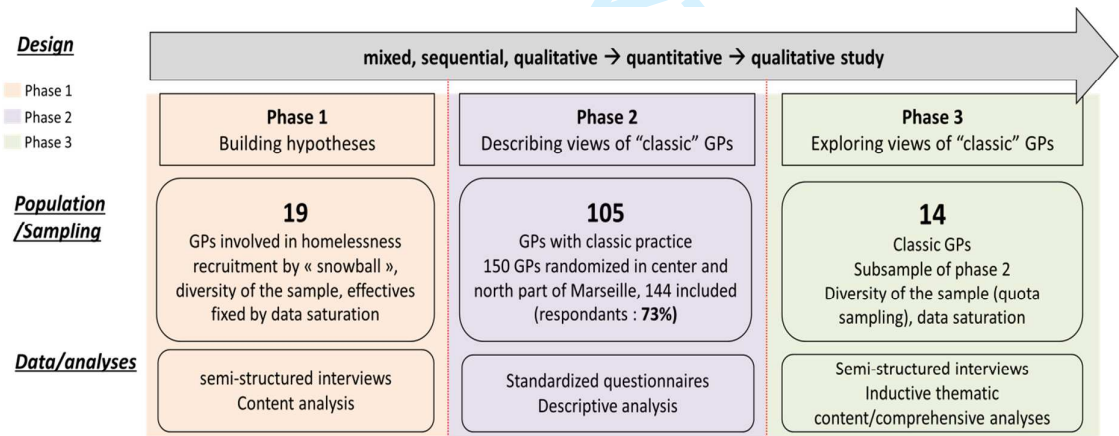 Design
mixed, sequential, qualitative → quantitative → qualitative study
Phase 1
Phase 2
Phase 3
Phase 1
Building hypotheses
Phase 2
Describing views of “classic” GPs
Phase 3
Exploring views of “classic” GPs
Population
/Sampling
19
GPs involved in homelessness
recruitment by « snowball »,
diversity of the sample, effectives
fixed by data saturation
105
GPs with classic practice
150 GPs randomized in center and
north part of Marseille, 144 included
(respondants : 73%)
14
Classic GPs
Subsample of phase 2
Diversity of the sample (quota
sampling), data saturation
Data/analyses
semi-structured interviews
Content analysis
Standardized questionnaires
Descriptive analysis
Semi-structured interviews
Inductive thematic
content/comprehensive analyses